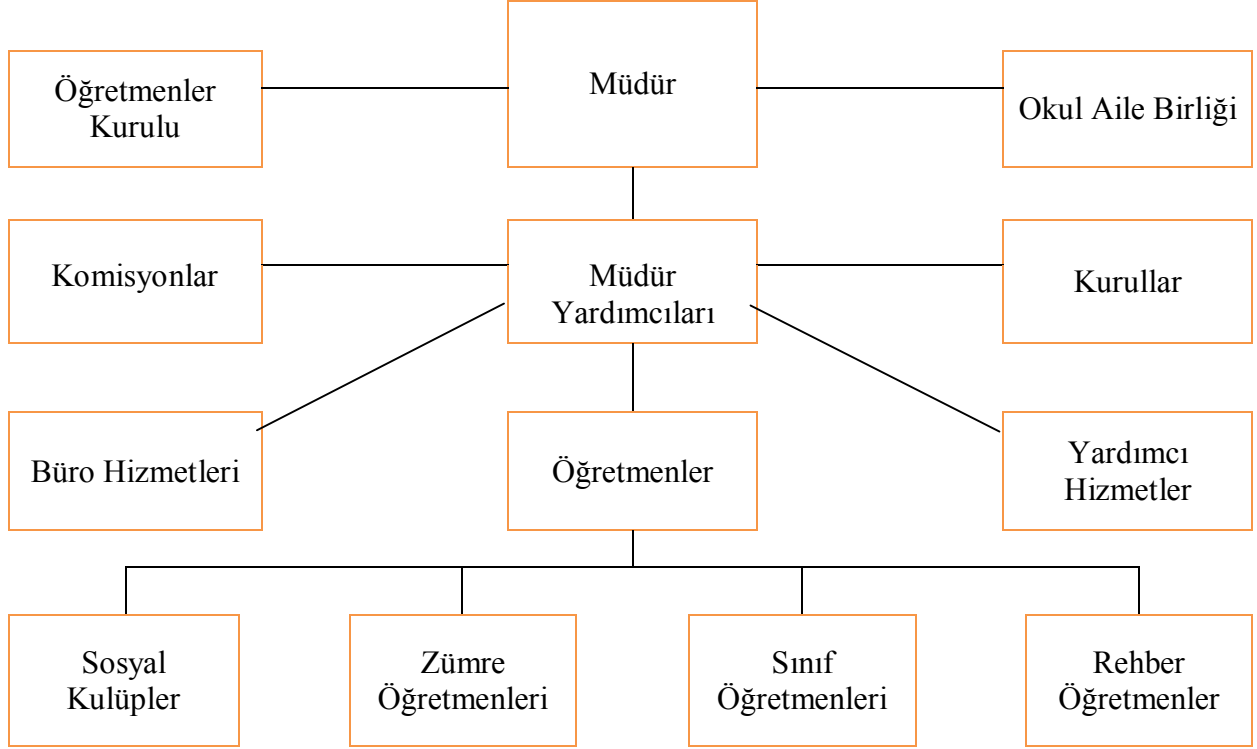 Öğretmenler
Kurulu
Müdür
Okul Aile Birliği
Komisyonlar
Müdür
Yardımcıları
Kurullar
Büro Hizmetleri
Öğretmenler
Yardımcı
Hizmetler
Sosyal
Kulüpler
Zümre
Öğretmenleri
Sınıf
Öğretmenleri
Rehber
Öğretmenler